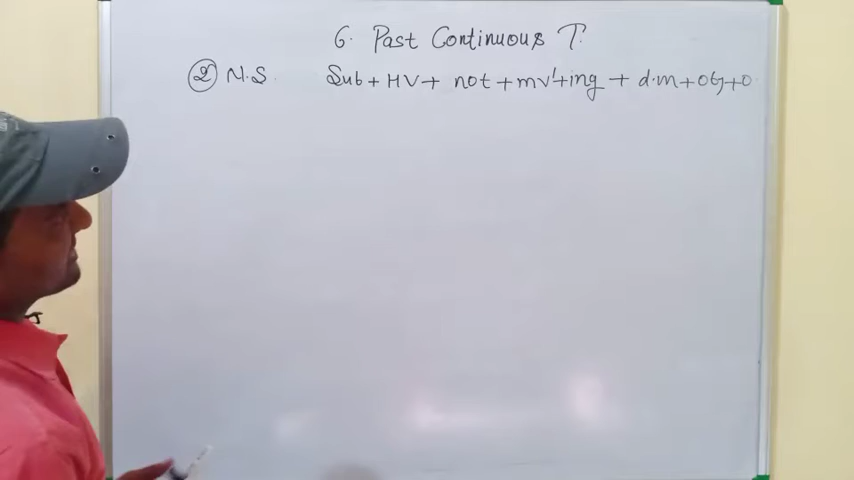 6. Past Continuous T.
② N.S. Sub + HV + not + mv¹+ing + d.m + obj + o